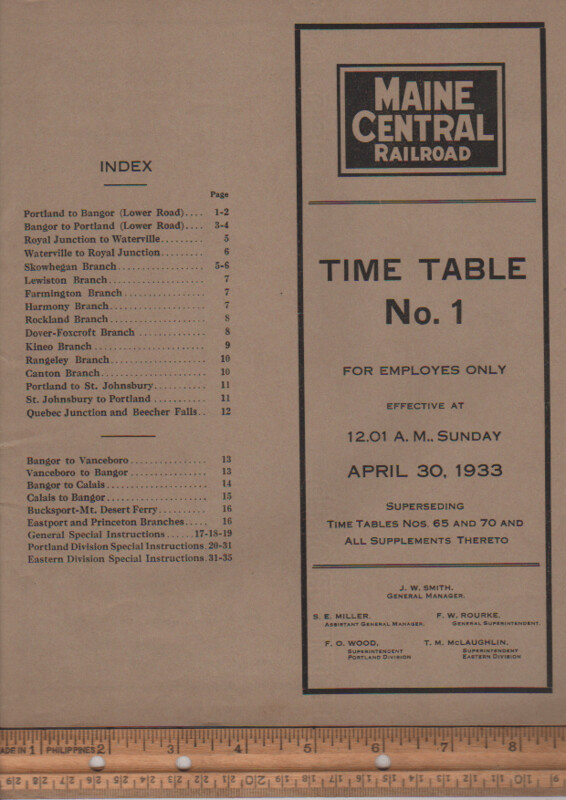 INDEX
Page
Portland to Bangor (Lower Road).... 1-2
Bangor to Portland (Lower Road).... 3-4
Royal Junction to Waterville......... 5
Waterville to Royal Junction......... 6
Skowhegan Branch.................. 5-6
Lewiston Branch.................... 7
Farmington Branch................. 7
Harmony Branch.................... 7
Rockland Branch................... 8
Dover-Foxcroft Branch.............. 8
Kineo Branch....................... 9
Rangeley Branch.................... 10
Canton Branch...................... 10
Portland to St. Johnsbury........... 11
St. Johnsbury to Portland........... 11
Quebec Junction and Beecher Falls.. 12
Bangor to Vanceboro................ 13
Vanceboro to Bangor................ 13
Bangor to Calais.................... 14
Calais to Bangor.................... 15
Bucksport-Mt. Desert Ferry.......... 16
Eastport and Princeton Branches..... 16
General Special Instructions......17-18-19
Portland Division Special Instructions.20-31
Eastern Division Special Instructions.31-35
MAINE
CENTRAL
RAILROAD
TIME TABLE
No. 1
FOR EMPLOYES ONLY
EFFECTIVE AT
12.01 A. M., SUNDAY
APRIL 30, 1933
SUPERSEDING
TIME TABLES NOS. 65 AND 70 AND
ALL SUPPLEMENTS THERETO
J. W. SMITH,
GENERAL MANAGER.
S. E. MILLER, F. W. ROURKE,
ASSISTANT GENERAL MANAGER. GENERAL SUPERINTENDENT.
F. O. WOOD, T. M. MCLAUGHLIN,
SUPERINTENDENT SUPERINTENDENT
PORTLAND DIVISION EASTERN DIVISION
ADE IN 1 PHILIPPINES 2 3 4 5 6 7 8